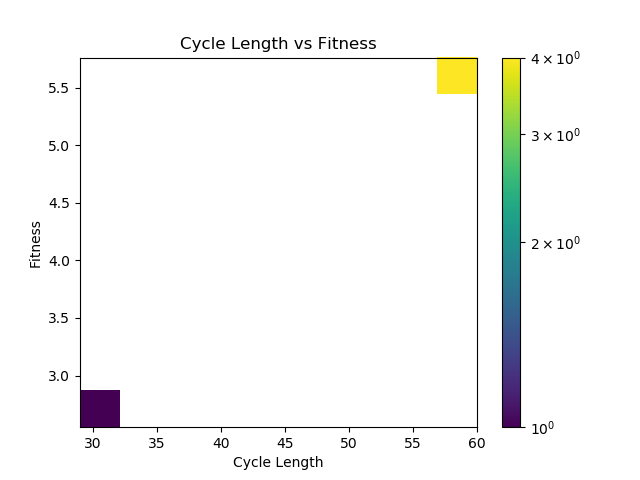 Cycle Length vs Fitness
5.5
5.0
4.5
4.0
3.5
3.0
Fitness
30 35 40 45 50 55 60
Cycle Length
4 × 10⁰
3 × 10⁰
2 × 10⁰
10⁰